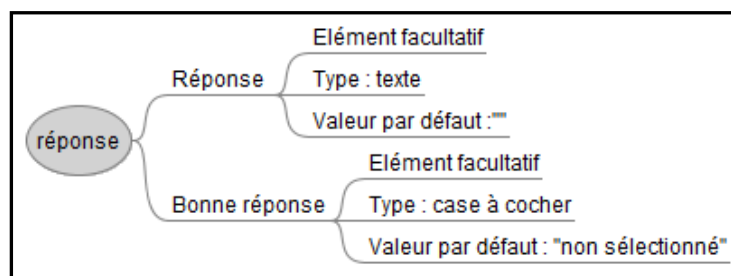 réponse
Réponse
Elément facultatif
Type : texte
Valeur par défaut :""
Bonne réponse
Elément facultatif
Type : case à cocher
Valeur par défaut : "non sélectionné"